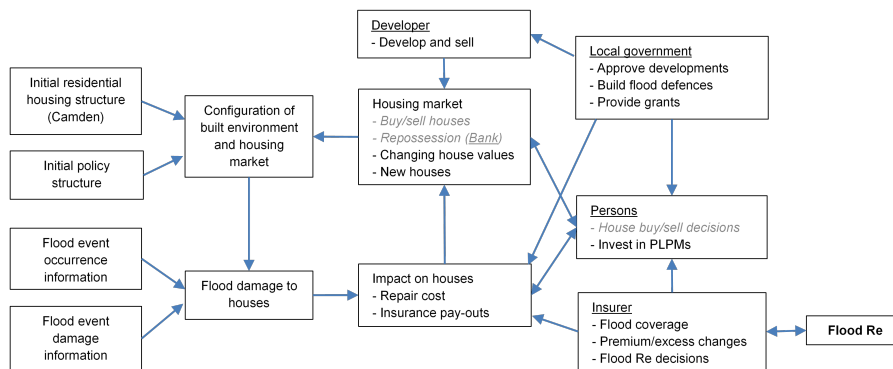 Developer
- Develop and sell
Local government
- Approve developments
- Build flood defences
- Provide grants
Initial residential
housing structure
(Camden)
Configuration of
built environment
and housing
market
Housing market
- Buy/sell houses
- Repossession (Bank)
- Changing house values
- New houses
Initial policy
structure
Persons
- House buy/sell decisions
- Invest in PLPMs
Flood event
occurrence
information
Flood damage to
houses
Impact on houses
- Repair cost
- Insurance pay-outs
Flood event
damage
information
Insurer
- Flood coverage
- Premium/excess changes
- Flood Re decisions
Flood Re